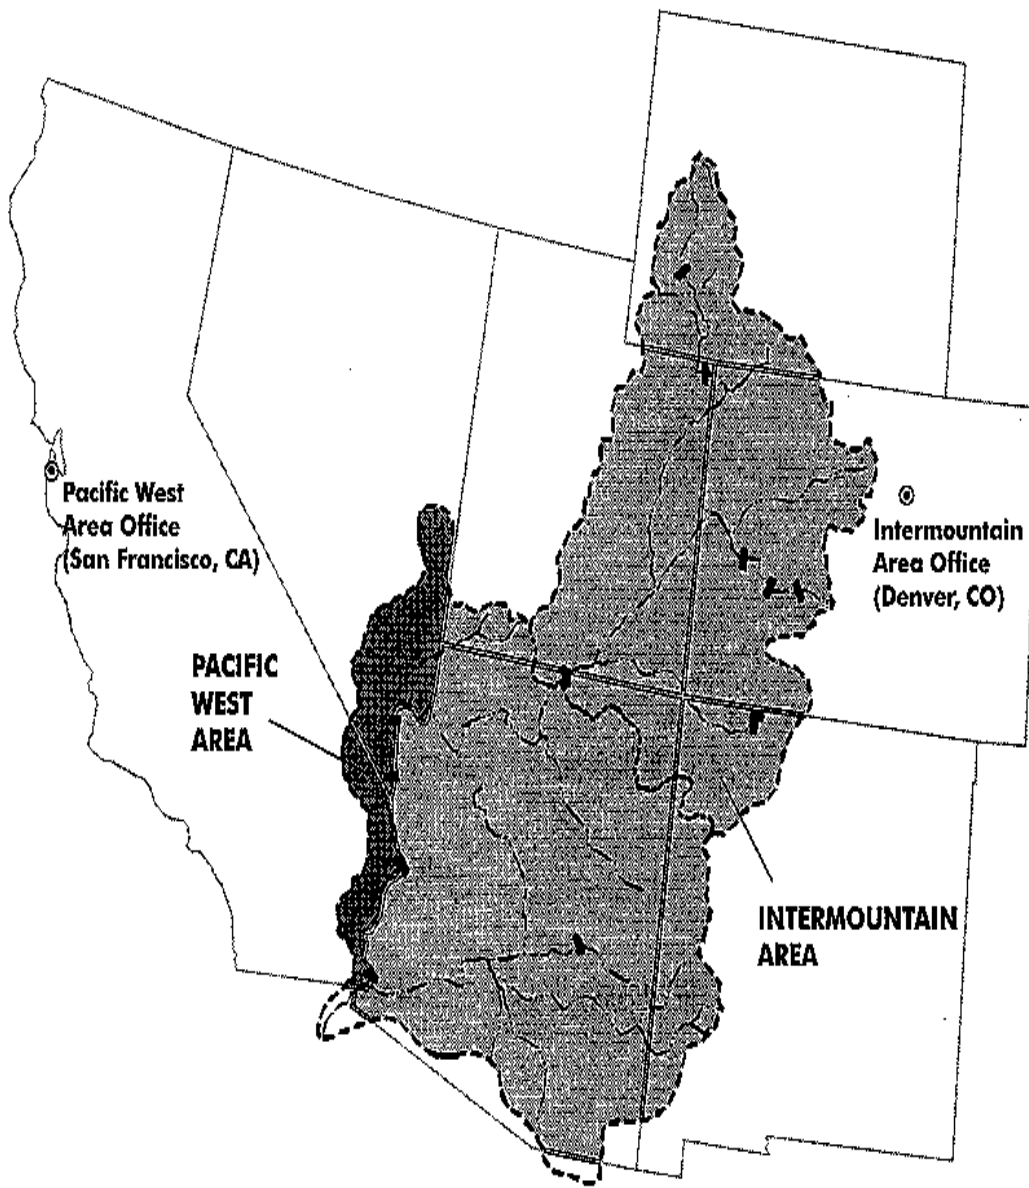 Pacific West
Area Office
(San Francisco, CA)
Intermountain
Area Office
(Denver, CO)
PACIFIC
WEST
AREA
INTERMOUNTAIN
AREA